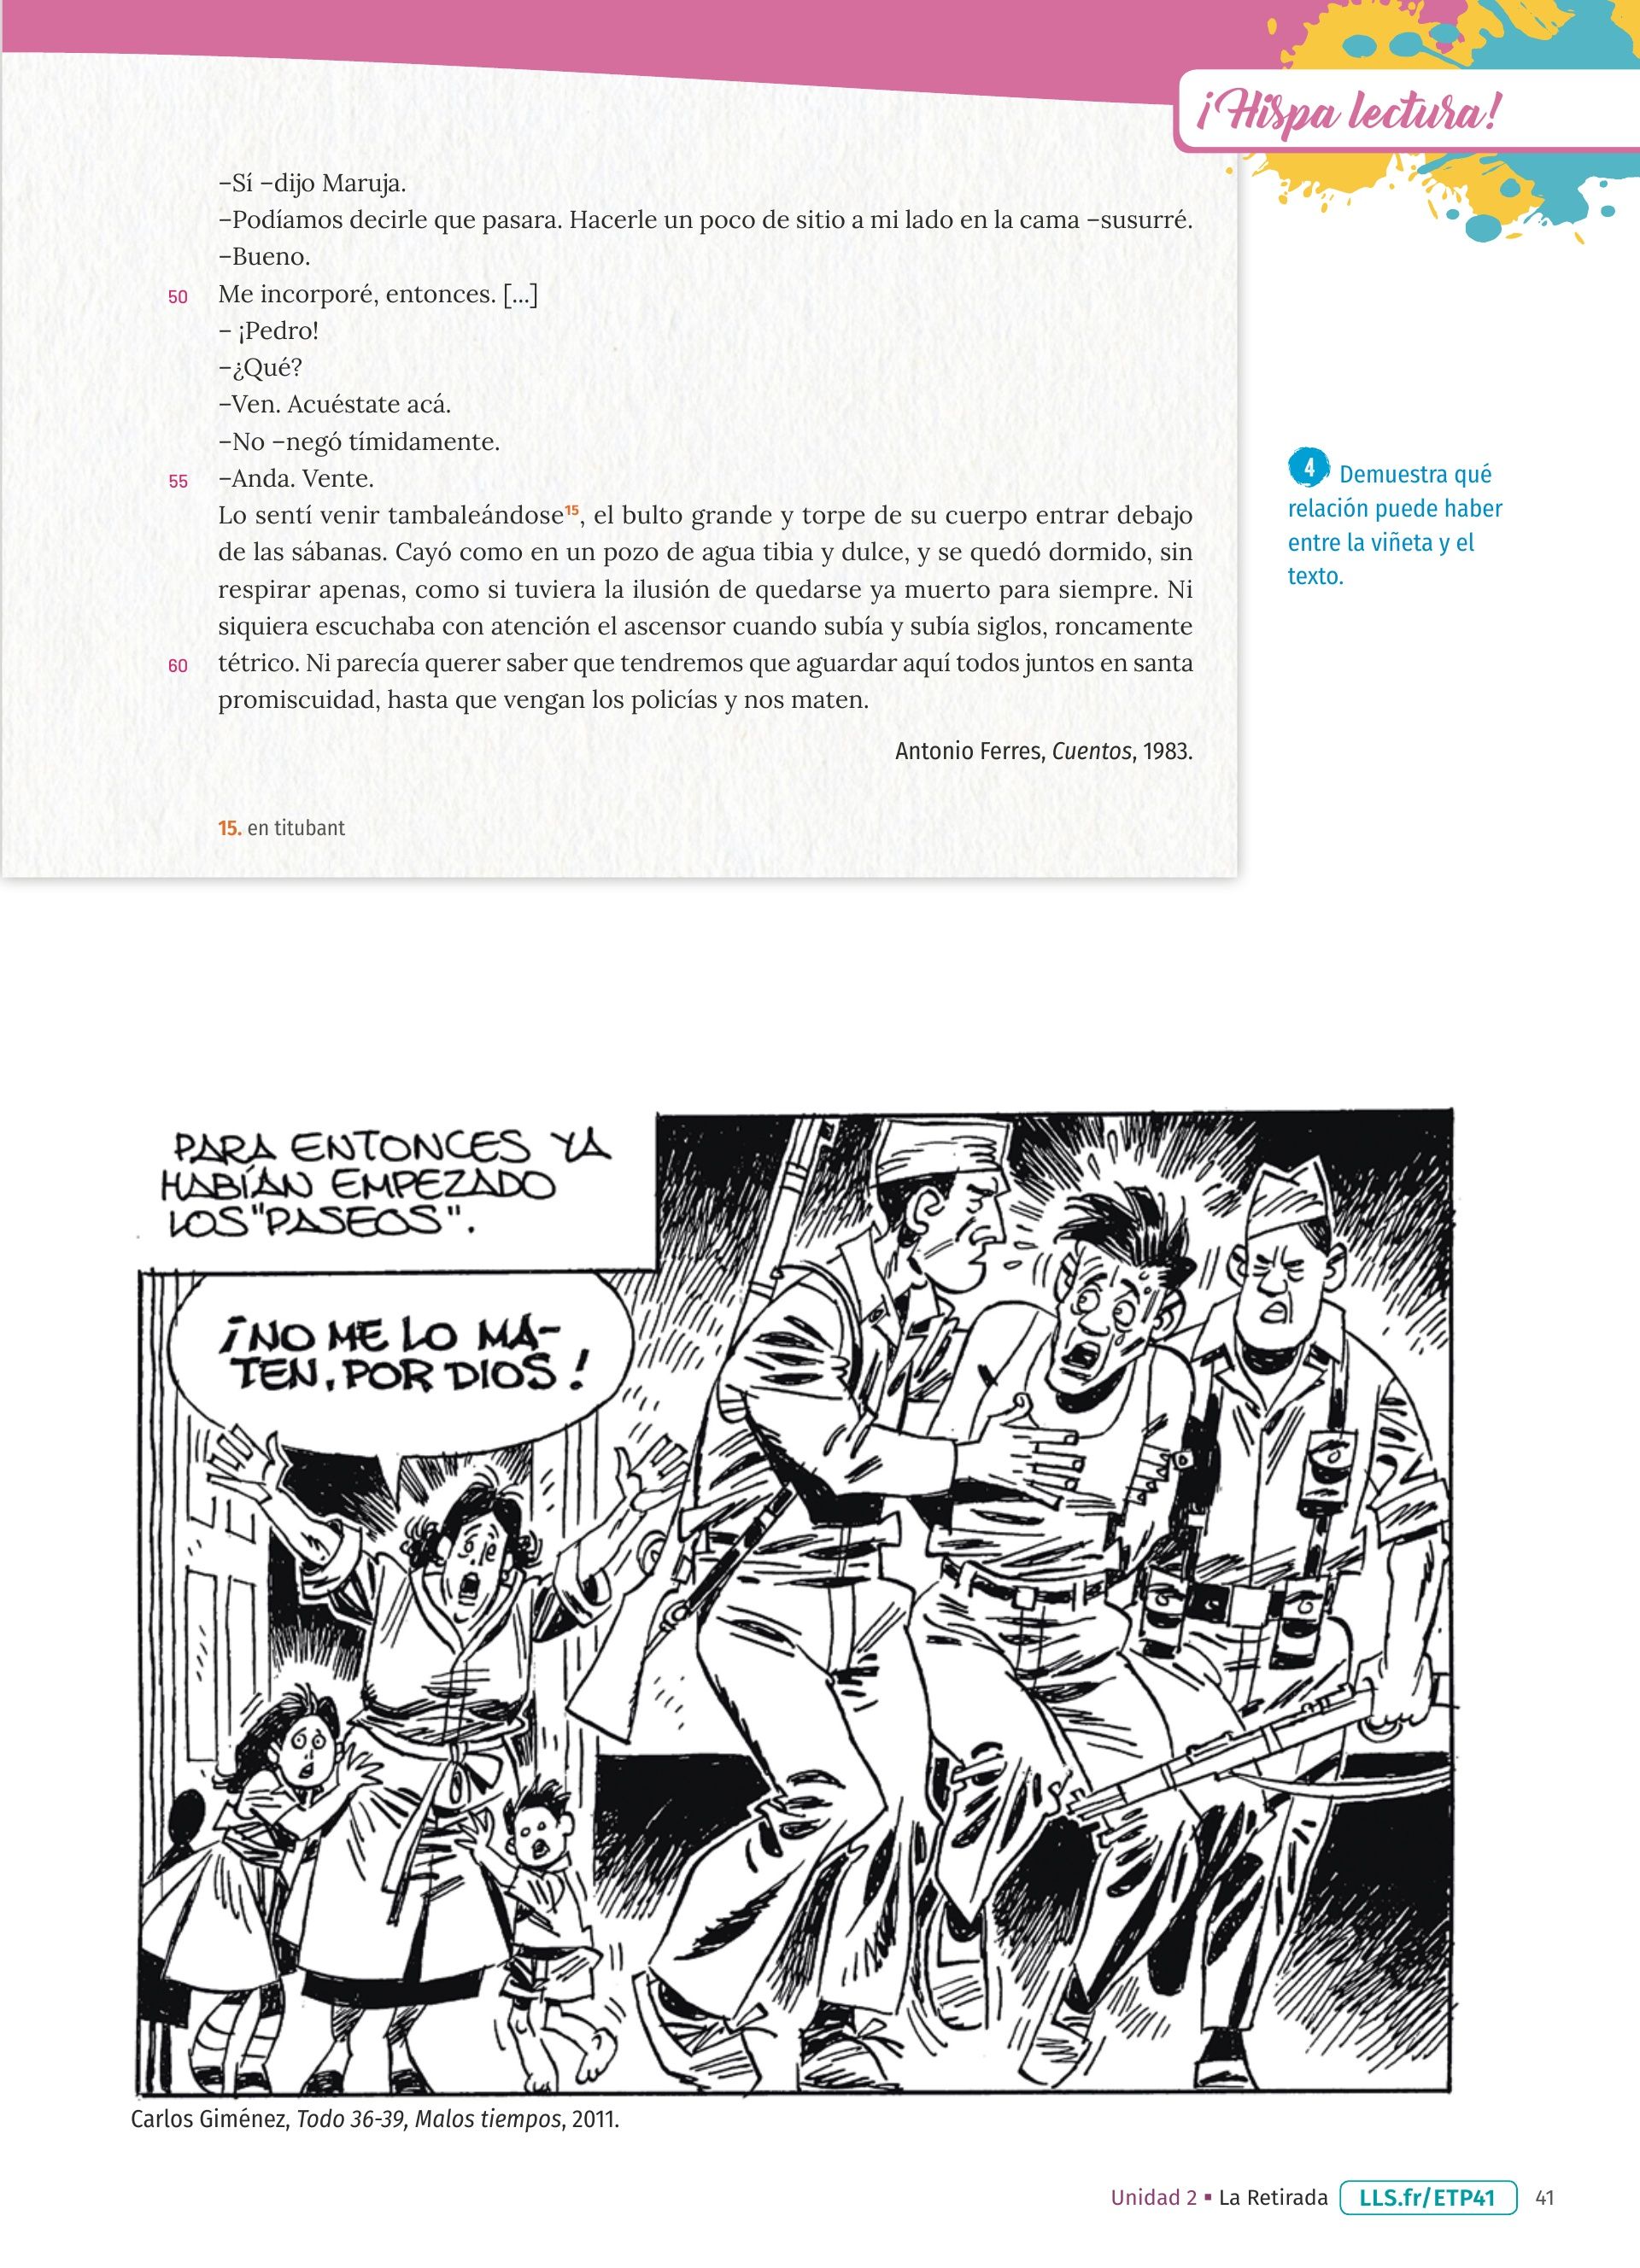 ¡Hispa lectura!
–Sí –dijo Maruja.
–Podíamos decirle que pasara. Hacerle un poco de sitio a mi lado en la cama –susurré.
–Bueno.
50 Me incorporé, entonces. [...]
– ¡Pedro!
–¿Qué?
–Ven. Acuéstate acá.
–No –negó tímidamente.
55 –Anda. Vente.
Lo sentí venir tambaleándose15, el bulto grande y torpe de su cuerpo entrar debajo
de las sábanas. Cayó como en un pozo de agua tibia y dulce, y se quedó dormido, sin
respirar apenas, como si tuviera la ilusión de quedarse ya muerto para siempre. Ni
siquiera escuchaba con atención el ascensor cuando subía y subía siglos, roncamente
60 tétrico. Ni parecía querer saber que tendremos que aguardar aquí todos juntos en santa
promiscuidad, hasta que vengan los policías y nos maten.
Antonio Ferres, Cuentos, 1983.
15. en titubant
4 Demuestra qué
relación puede haber
entre la viñeta y el
texto.
PARA ENTONCES YA
HABÍAN EMPEZADO
LOS "PASEOS".
¡NO ME LO MA-
TEN, POR DIOS!
Carlos Giménez, Todo 36-39, Malos tiempos, 2011.
Unidad 2 ▪ La Retirada LLS.fr/ETP41 41